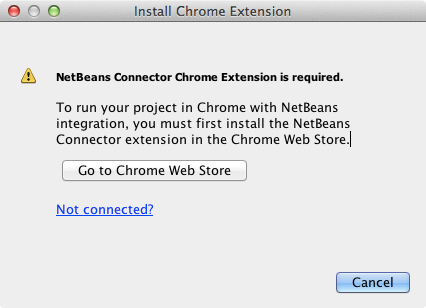 Install Chrome Extension
NetBeans Connector Chrome Extension is required.
To run your project in Chrome with NetBeans
integration, you must first install the NetBeans
Connector extension in the Chrome Web Store.
Go to Chrome Web Store
Not connected?
Cancel